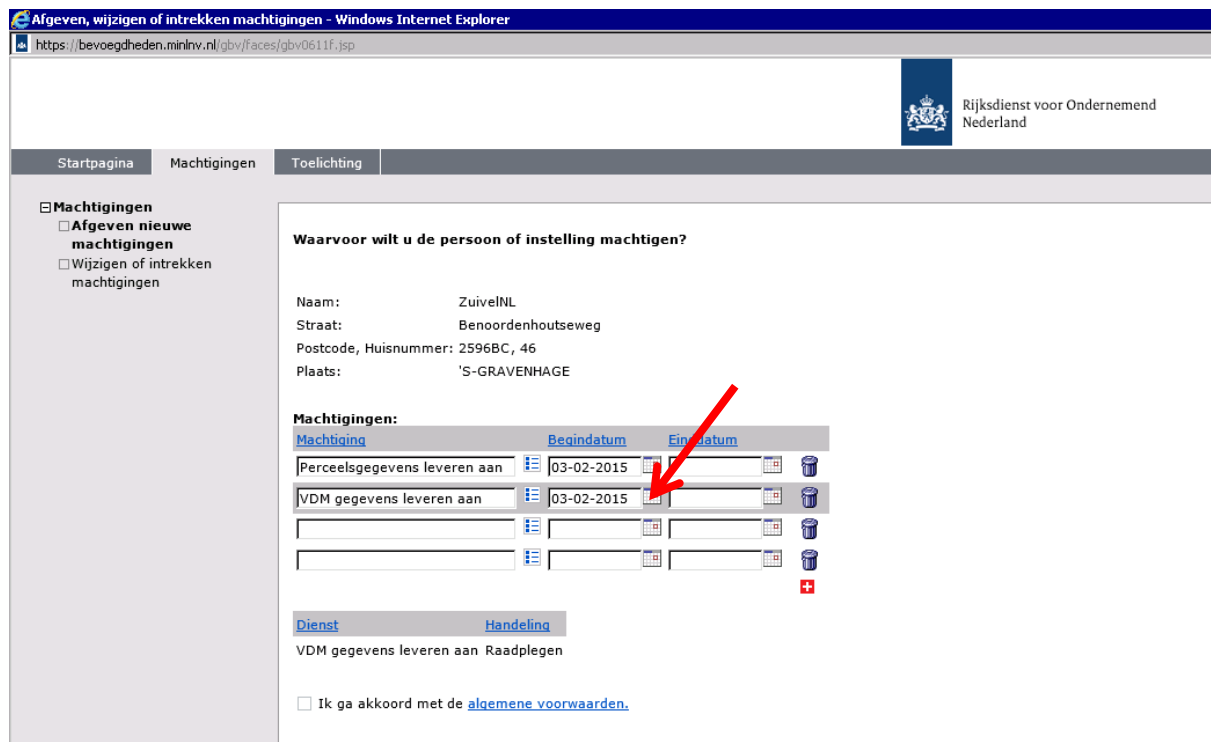 Afgeven, wijzigen of intrekken machtigingen - Windows Internet Explorer
https://bevoegdheden.minlnv.nl/gbv/faces/gbv0611f.jsp
Rijksdienst voor Ondernemend
Nederland
Startpagina Machtigingen Toelichting
Machtigingen
Afgeven nieuwe
machtigingen
Wijzigen of intrekken
machtigingen
Waarvoor wilt u de persoon of instelling machtigen?
Naam: ZuivelNL
Straat: Benoordenhoutseweg
Postcode, Huisnummer: 2596BC, 46
Plaats: 'S-GRAVENHAGE
Machtigingen:
Machtiging Begindatum Einddatum
Perceelsgegevens leveren aan 03-02-2015
VDM gegevens leveren aan 03-02-2015
Dienst Handeling
VDM gegevens leveren aan Raadplegen
Ik ga akkoord met de algemene voorwaarden.